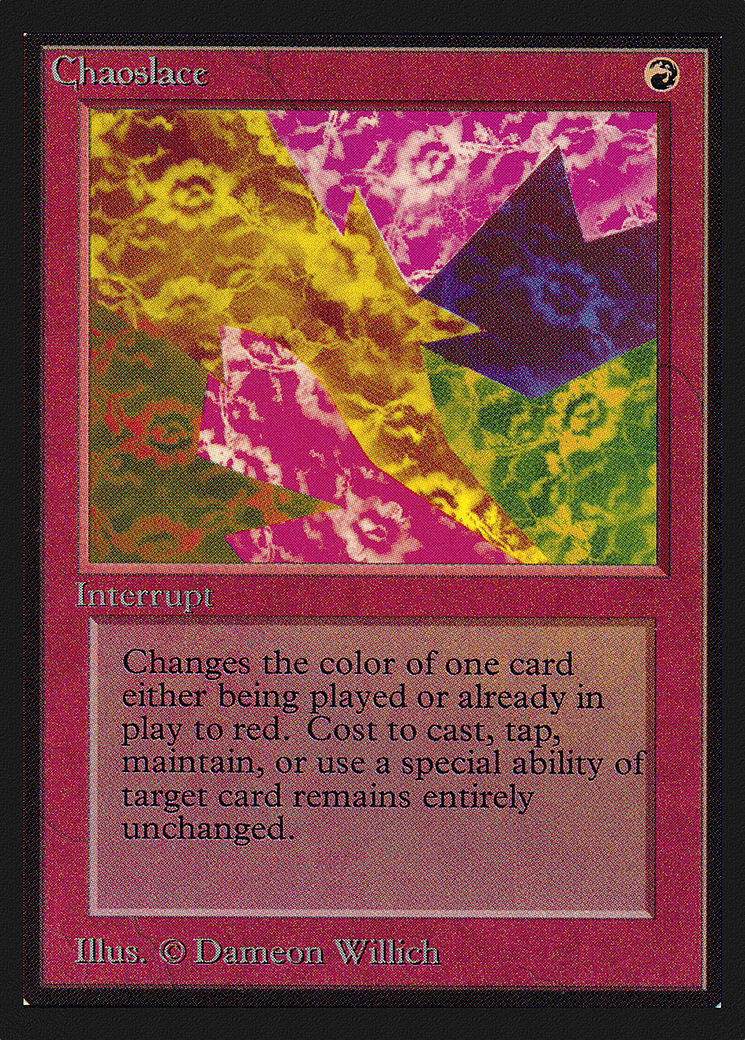 Chaoslace
Interrupt
Changes the color of one card
either being played or already in
play to red. Cost to cast, tap,
maintain, or use a special ability of
target card remains entirely
unchanged.
Illus. © Dameon Willich